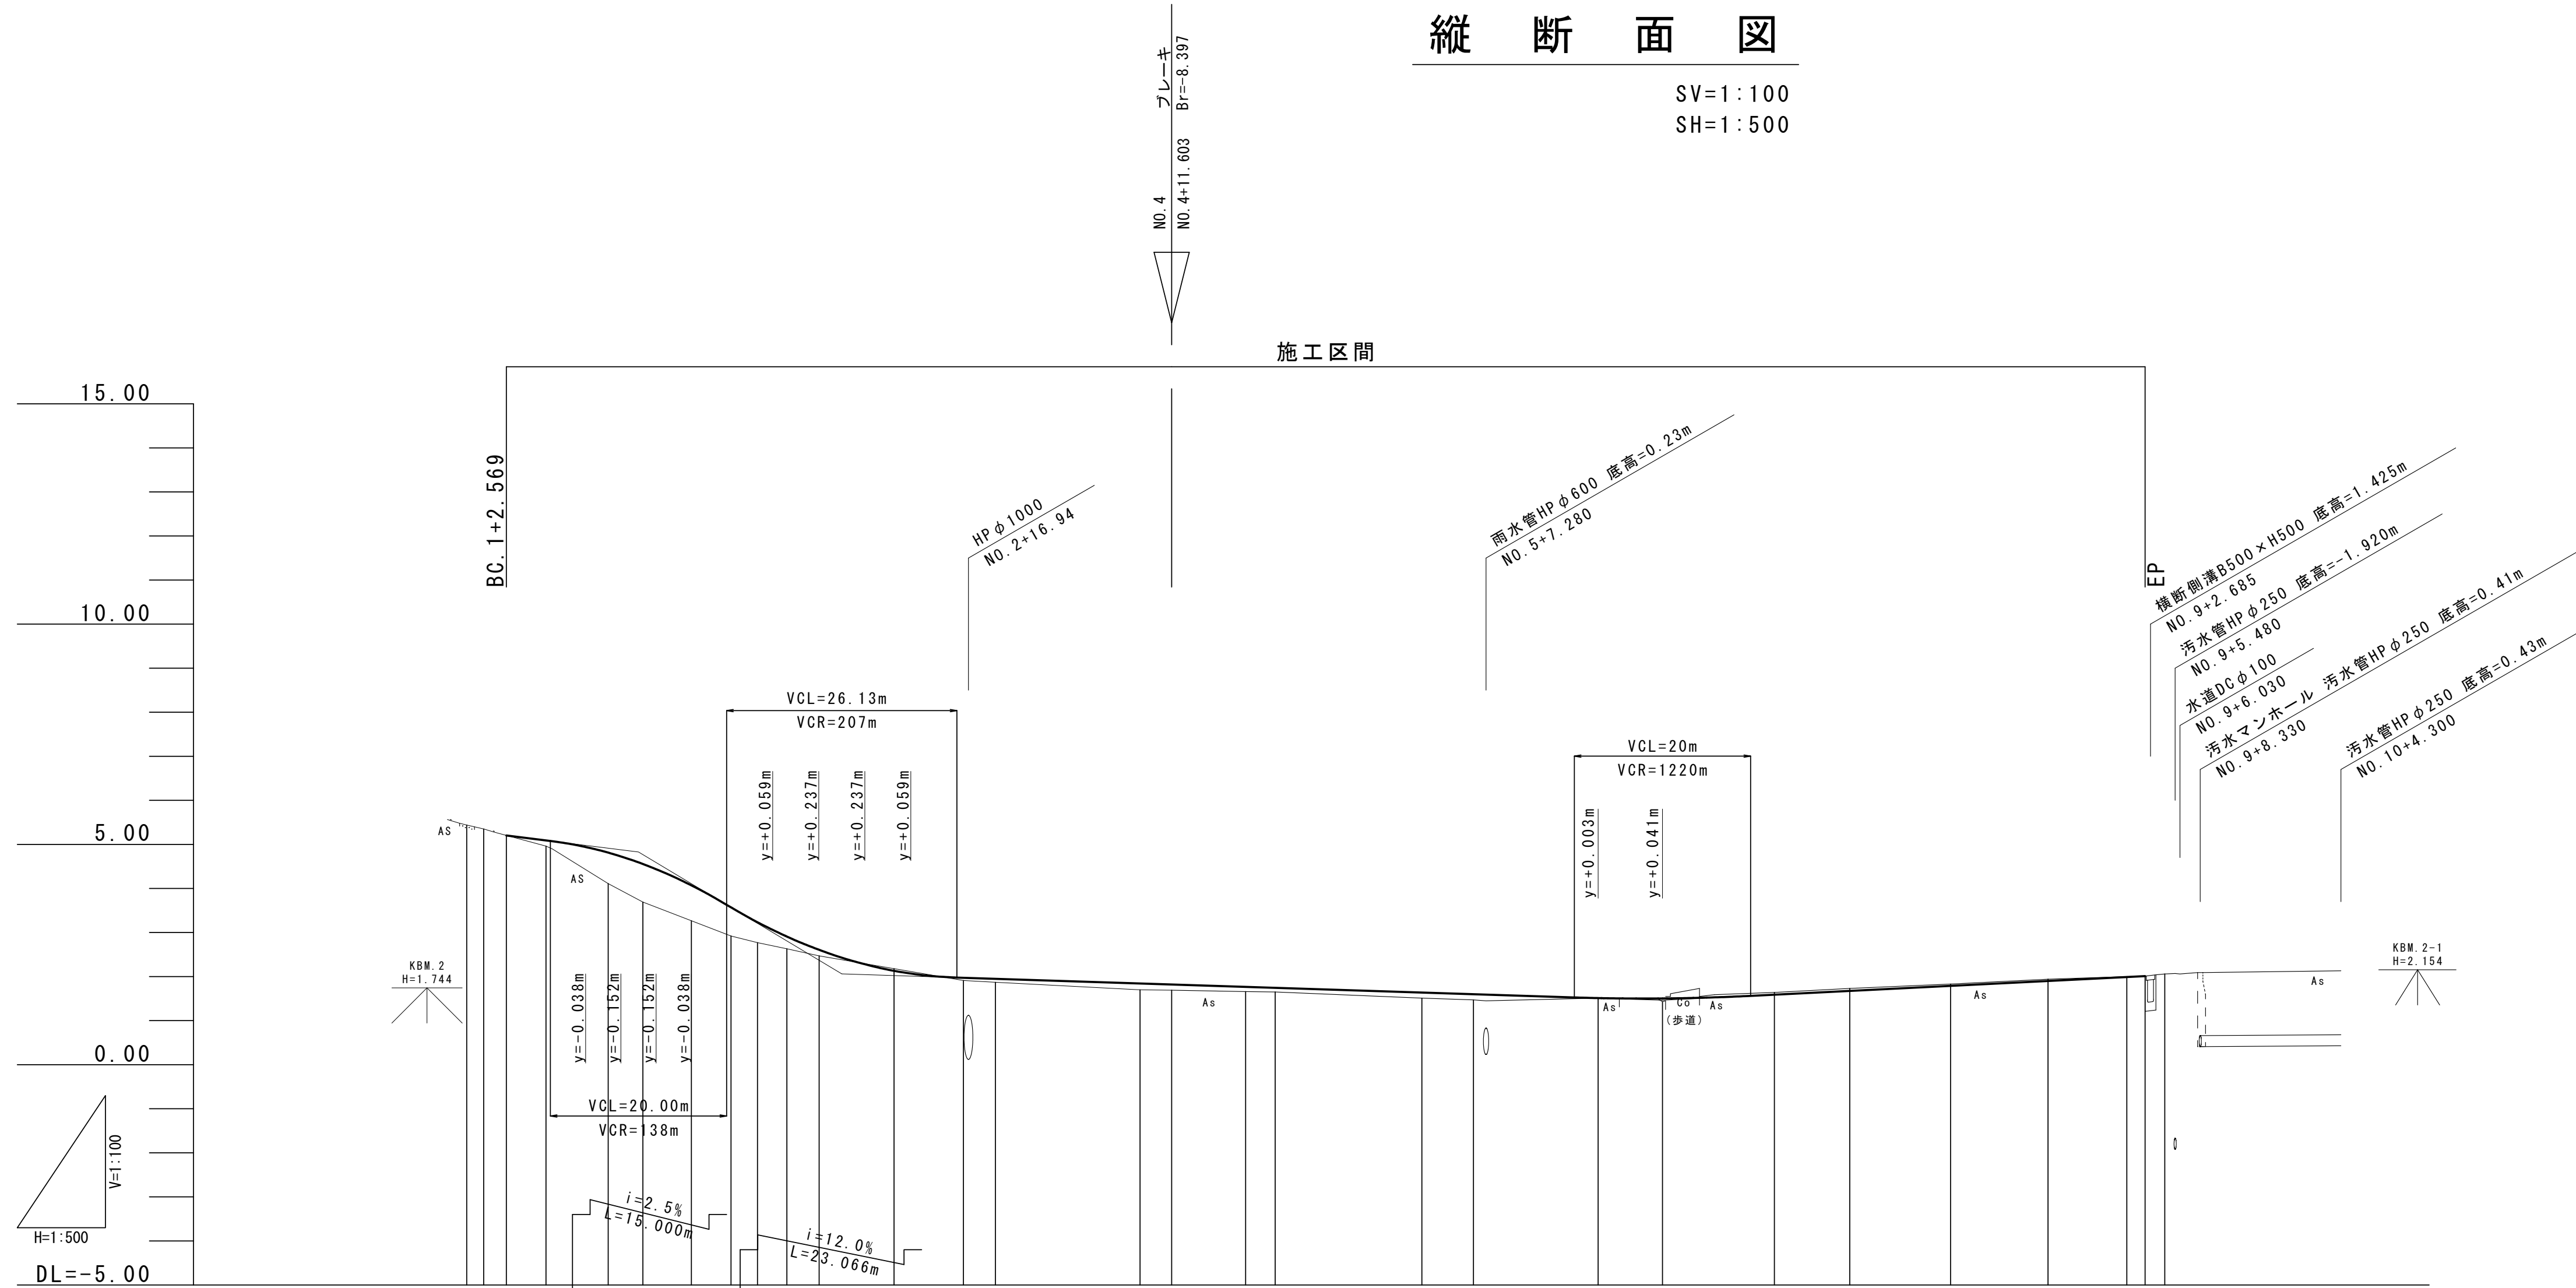 縦断面図
SV=1:100
SH=1:500
ブレーキ
Br=-8.397
NO.4
NO.4+11.603
施工区間
15.00
10.00
5.00
0.00
DL=-5.00
BC.1+2.569
EP
HPφ1000
NO.2+16.94
雨水管HPφ600 底高=0.23m
NO.5+7.280
横断側溝B500×H500 底高=1.425m
NO.9+2.685
汚水管HPφ250 底高=-1.920m
NO.9+5.480
水道DCφ100
NO.9+6.030
汚水マンホール 汚水管HPφ250 底高=0.41m
NO.9+8.330
汚水管HPφ250 底高=0.43m
NO.10+4.300
VCL=26.13m
VCR=207m
y=+0.059m
y=+0.237m
y=+0.237m
y=+0.059m
VCL=20m
VCR=1220m
y=+0.003m
y=+0.041m
AS
AS
KBM.2
H=1.744
KBM.2-1
H=2.154
As
As
Co
As
(歩道)
As
As
y=-0.038m
y=-0.152m
y=-0.152m
y=-0.038m
VCL=20.00m
VCR=138m
V=1:100
H=1:500
i=2.5%
L=15.000m
i=12.0%
L=23.066m